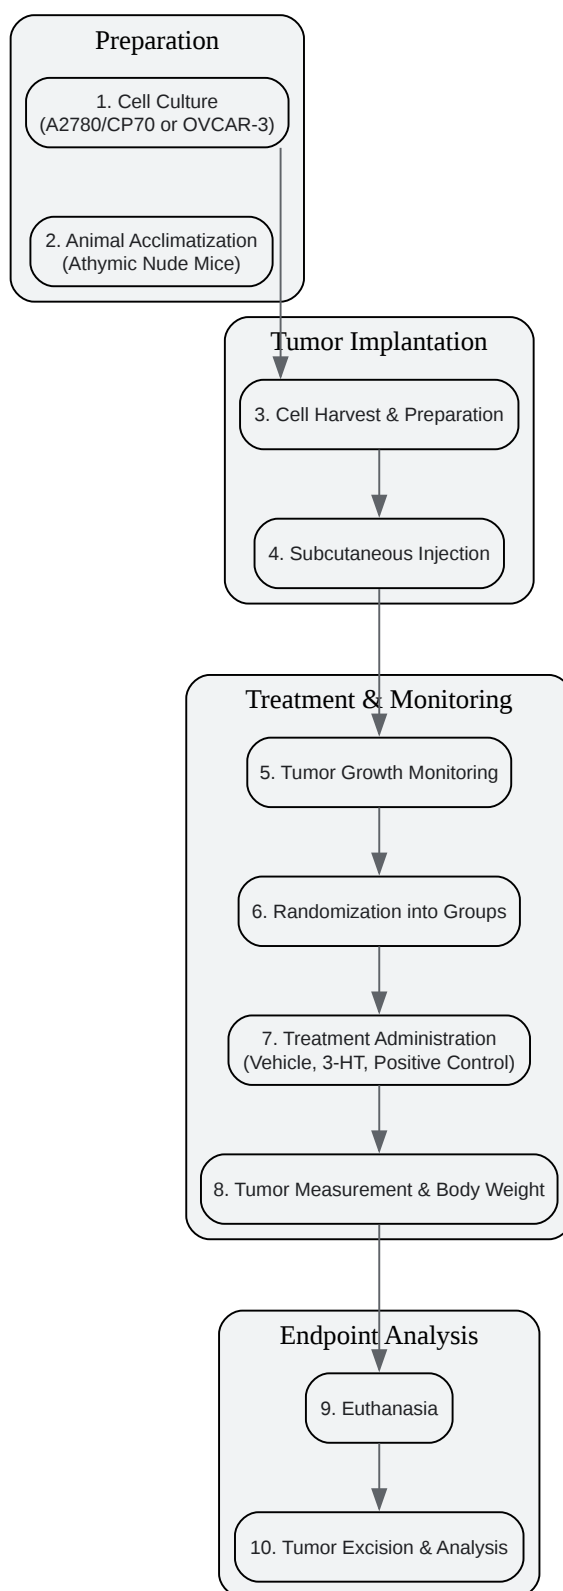 Preparation
1. Cell Culture
(A2780/CP70 or OVCAR-3)
2. Animal Acclimatization
(Athymic Nude Mice)
Tumor Implantation
3. Cell Harvest & Preparation
4. Subcutaneous Injection
Treatment & Monitoring
5. Tumor Growth Monitoring
6. Randomization into Groups
7. Treatment Administration
(Vehicle, 3-HT, Positive Control)
8. Tumor Measurement & Body Weight
Endpoint Analysis
9. Euthanasia
10. Tumor Excision & Analysis